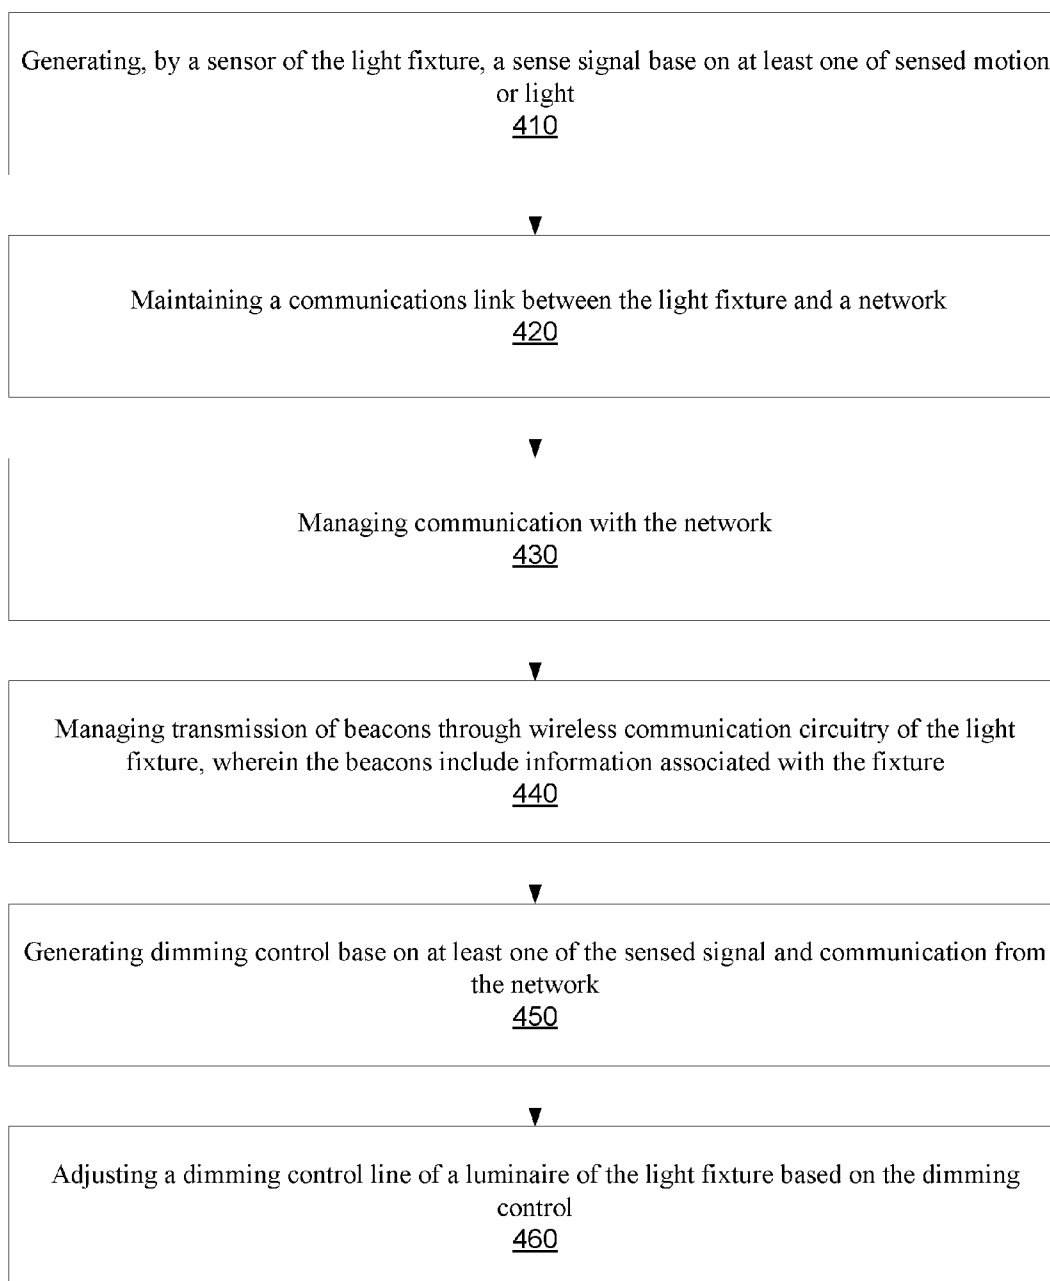 Generating, by a sensor of the light fixture, a sense signal base on at least one of sensed motion
or light
410
Maintaining a communications link between the light fixture and a network
420
Managing communication with the network
430
Managing transmission of beacons through wireless communication circuitry of the light
fixture, wherein the beacons include information associated with the fixture
440
Generating dimming control base on at least one of the sensed signal and communication from
the network
450
Adjusting a dimming control line of a luminaire of the light fixture based on the dimming
control
460